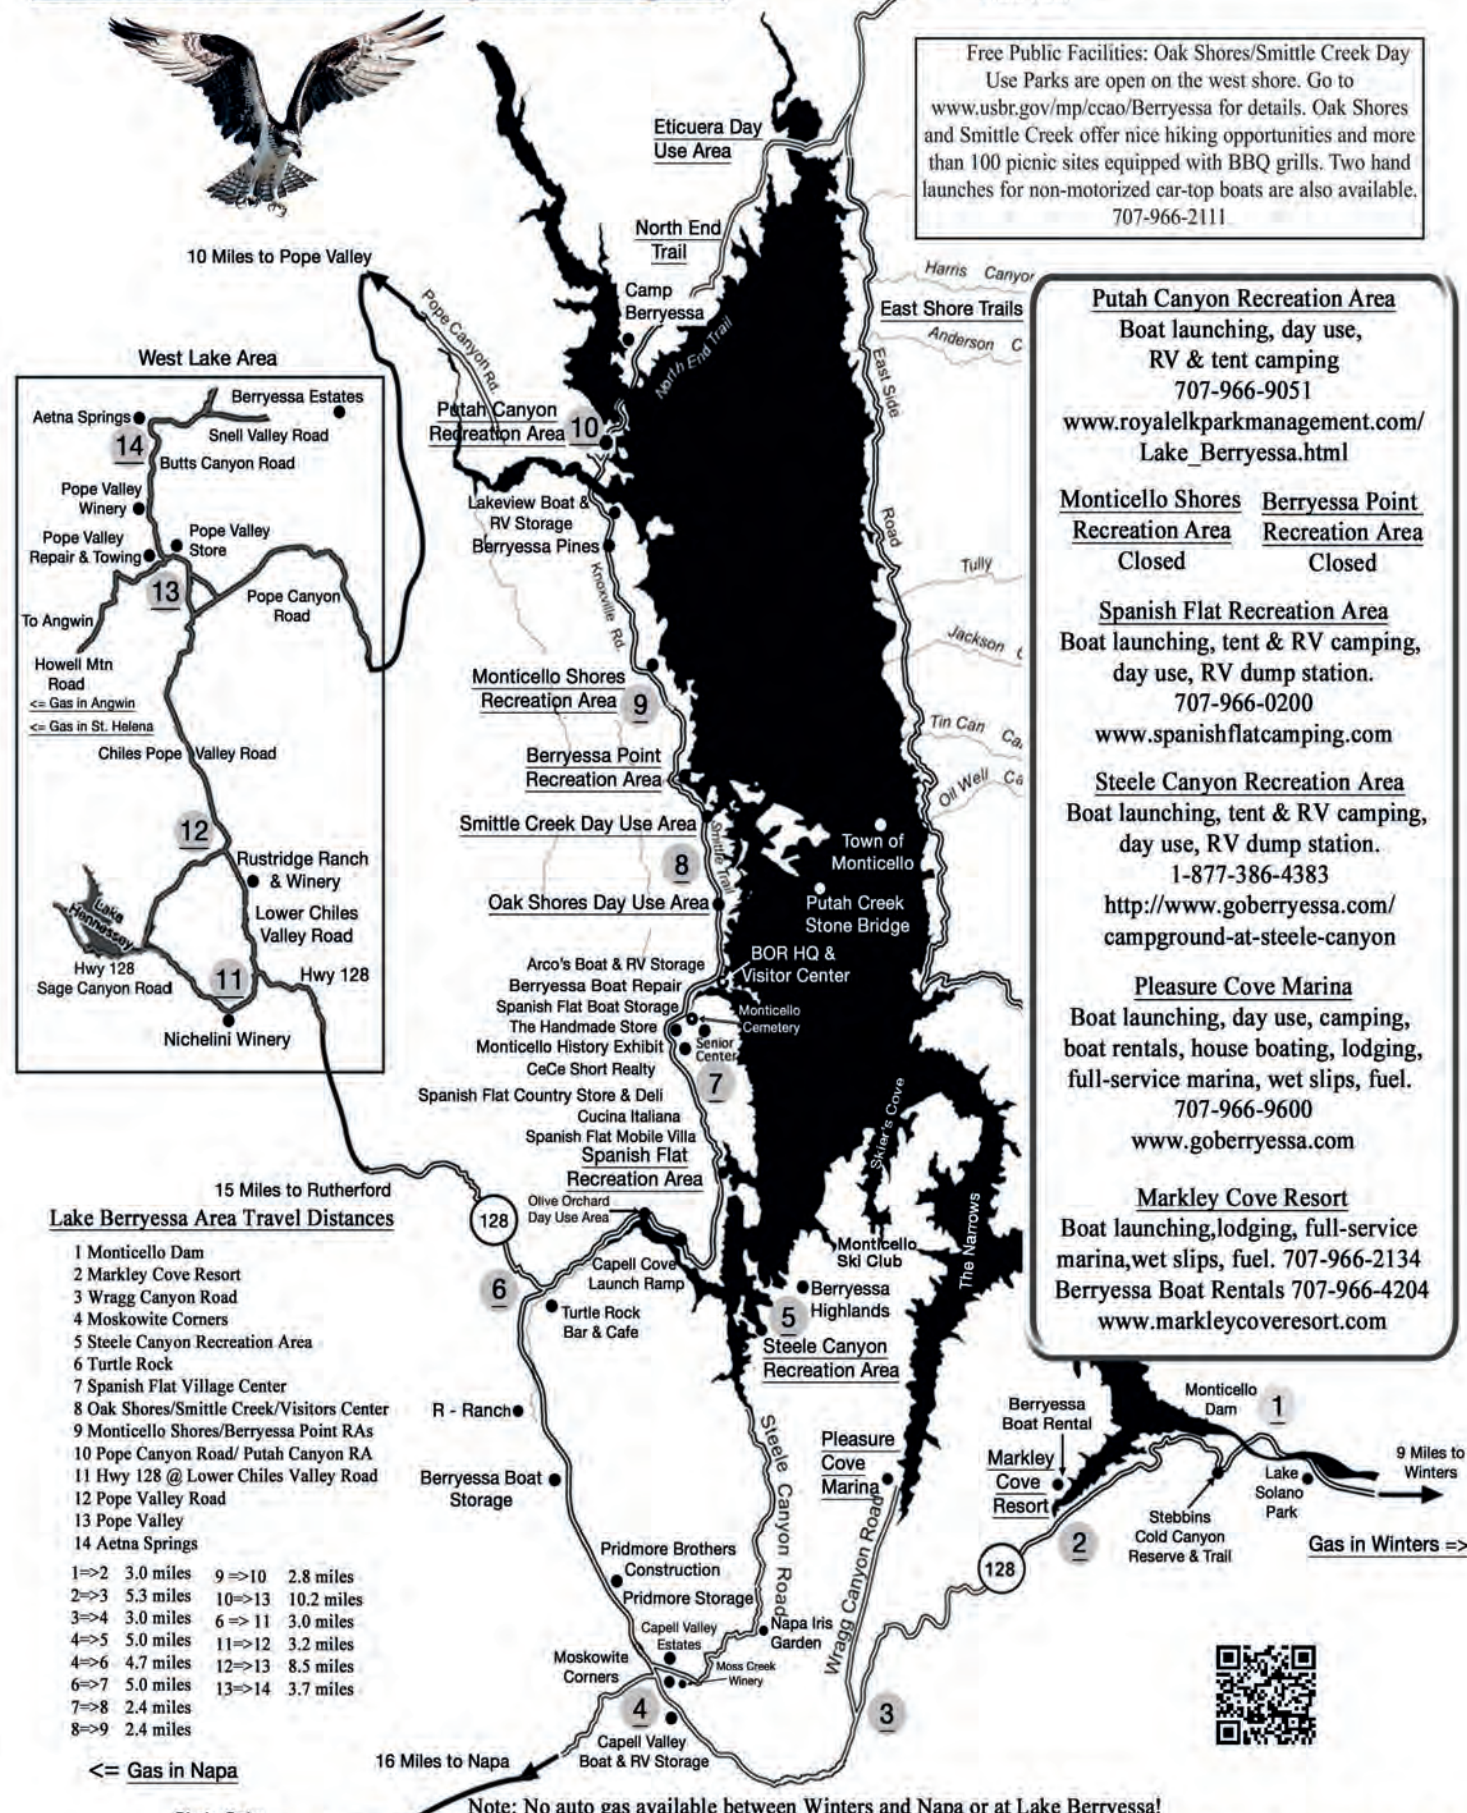 Free Public Facilities: Oak Shores/Smittle Creek Day
Use Parks are open on the west shore. Go to
www.usbr.gov/mp/ccao/Berryessa for details. Oak Shores
and Smittle Creek offer nice hiking opportunities and more
than 100 picnic sites equipped with BBQ grills. Two hand
launches for non-motorized car-top boats are also available.
707-966-2111
Eticuera Day
Use Area
North End
Trail
Camp
Berryessa
North End Trail
10 Miles to Pope Valley
Pope Canyon Rd.
Putah Canyon
Recreation Area
10
Lakeview Boat &
RV Storage
Berryessa Pines
Knoxville Rd.
Monticello Shores
Recreation Area
9
Berryessa Point
Recreation Area
Smittle Creek Day Use Area
Smittle Trail
8
Oak Shores Day Use Area
Town of
Monticello
Putah Creek
Stone Bridge
BOR HQ &
Visitor Center
Arco's Boat & RV Storage
Berryessa Boat Repair
Spanish Flat Boat Storage
The Handmade Store
Monticello History Exhibit
CeCe Short Realty
Monticello
Cemetery
Senior
Center
7
Spanish Flat Country Store & Deli
Cucina Italiana
Spanish Flat Mobile Villa
Spanish Flat
Recreation Area
Olive Orchard
Day Use Area
Capell Cove
Launch Ramp
East Shore Trails
East Side
Road
Harris Canyor
Anderson C
Tully
Jackson
Tin Can Ca
Oil Well Ca
Skier's Cove
The Narrows
Monticello
Ski Club
Berryessa
Highlands
5
Steele Canyon
Recreation Area
West Lake Area
Aetna Springs
Berryessa Estates
14
Snell Valley Road
Butts Canyon Road
Pope Valley
Winery
Pope Valley
Repair & Towing
Pope Valley
Store
13
To Angwin
Pope Canyon
Road
Howell Mtn
Road
<= Gas in Angwin
<= Gas in St. Helena
Chiles Pope Valley Road
12
Rustridge Ranch
& Winery
Lower Chiles
Valley Road
Lake
Hennessey
Hwy 128
Sage Canyon Road
11
Hwy 128
Nichelini Winery
Putah Canyon Recreation Area
Boat launching, day use,
RV & tent camping
707-966-9051
www.royalelkparkmanagement.com/
Lake_Berryessa.html
Monticello Shores
Recreation Area
Closed
Berryessa Point
Recreation Area
Closed
Spanish Flat Recreation Area
Boat launching, tent & RV camping,
day use, RV dump station.
707-966-0200
www.spanishflatcamping.com
Steele Canyon Recreation Area
Boat launching, tent & RV camping,
day use, RV dump station.
1-877-386-4383
http://www.goberryessa.com/
campground-at-steele-canyon
Pleasure Cove Marina
Boat launching, day use, camping,
boat rentals, house boating, lodging,
full-service marina, wet slips, fuel.
707-966-9600
www.goberryessa.com
Markley Cove Resort
Boat launching,lodging, full-service
marina,wet slips, fuel. 707-966-2134
Berryessa Boat Rentals 707-966-4204
www.markleycoveresort.com
15 Miles to Rutherford
128
6
Turtle Rock
Bar & Cafe
R - Ranch
Berryessa Boat
Storage
Pridmore Brothers
Construction
Pridmore Storage
Capell Valley
Estates
Moskowite
Corners
Moss Creek
Winery
Napa Iris
Garden
Steele Canyon Road
4
Capell Valley
Boat & RV Storage
16 Miles to Napa
Pleasure
Cove
Marina
Wragg Canyon Road
3
128
Berryessa
Boat Rental
Markley
Cove
Resort
2
Monticello
Dam
1
Stebbins
Cold Canyon
Reserve & Trail
Lake
Solano
Park
9 Miles to
Winters
Gas in Winters =>
Lake Berryessa Area Travel Distances
1 Monticello Dam
2 Markley Cove Resort
3 Wragg Canyon Road
4 Moskowite Corners
5 Steele Canyon Recreation Area
6 Turtle Rock
7 Spanish Flat Village Center
8 Oak Shores/Smittle Creek/Visitors Center
9 Monticello Shores/Berryessa Point RAs
10 Pope Canyon Road/ Putah Canyon RA
11 Hwy 128 @ Lower Chiles Valley Road
12 Pope Valley Road
13 Pope Valley
14 Aetna Springs
1=>2 3.0 miles
2=>3 5.3 miles
3=>4 3.0 miles
4=>5 5.0 miles
4=>6 4.7 miles
6=>7 5.0 miles
7=>8 2.4 miles
8=>9 2.4 miles
9 =>10 2.8 miles
10=>13 10.2 miles
6 => 11 3.0 miles
11=>12 3.2 miles
12=>13 8.5 miles
13=>14 3.7 miles
<= Gas in Napa
Note: No auto gas available between Winters and Napa or at Lake Berryessa!